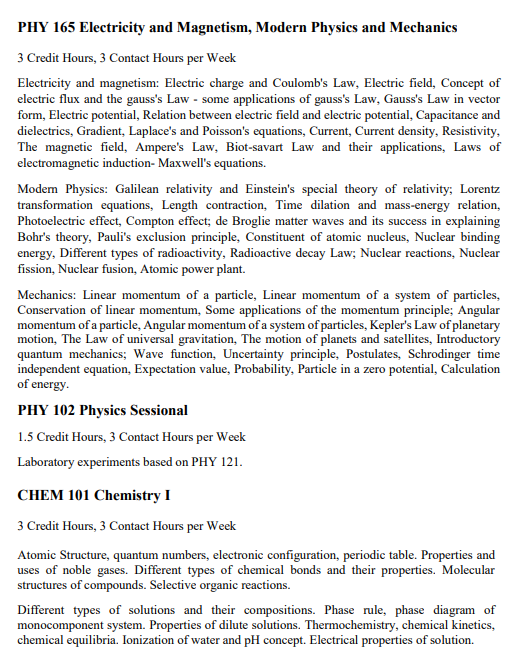 PHY 165 Electricity and Magnetism, Modern Physics and Mechanics
3 Credit Hours, 3 Contact Hours per Week
Electricity and magnetism: Electric charge and Coulomb's Law, Electric field, Concept of
electric flux and the gauss's Law - some applications of gauss's Law, Gauss's Law in vector
form, Electric potential, Relation between electric field and electric potential, Capacitance and
dielectrics, Gradient, Laplace's and Poisson's equations, Current, Current density, Resistivity,
The magnetic field, Ampere's Law, Biot-savart Law and their applications, Laws of
electromagnetic induction- Maxwell's equations.
Modern Physics: Galilean relativity and Einstein's special theory of relativity; Lorentz
transformation equations, Length contraction, Time dilation and mass-energy relation,
Photoelectric effect, Compton effect; de Broglie matter waves and its success in explaining
Bohr's theory, Pauli's exclusion principle, Constituent of atomic nucleus, Nuclear binding
energy, Different types of radioactivity, Radioactive decay Law; Nuclear reactions, Nuclear
fission, Nuclear fusion, Atomic power plant.
Mechanics: Linear momentum of a particle, Linear momentum of a system of particles,
Conservation of linear momentum, Some applications of the momentum principle; Angular
momentum of a particle, Angular momentum of a system of particles, Kepler's Law of planetary
motion, The Law of universal gravitation, The motion of planets and satellites, Introductory
quantum mechanics; Wave function, Uncertainty principle, Postulates, Schrodinger time
independent equation, Expectation value, Probability, Particle in a zero potential, Calculation
of energy.
PHY 102 Physics Sessional
1.5 Credit Hours, 3 Contact Hours per Week
Laboratory experiments based on PHY 121.
CHEM 101 Chemistry I
3 Credit Hours, 3 Contact Hours per Week
Atomic Structure, quantum numbers, electronic configuration, periodic table. Properties and
uses of noble gases. Different types of chemical bonds and their properties. Molecular
structures of compounds. Selective organic reactions.
Different types of solutions and their compositions. Phase rule, phase diagram of
monocomponent system. Properties of dilute solutions. Thermochemistry, chemical kinetics,
chemical equilibria. Ionization of water and pH concept. Electrical properties of solution.